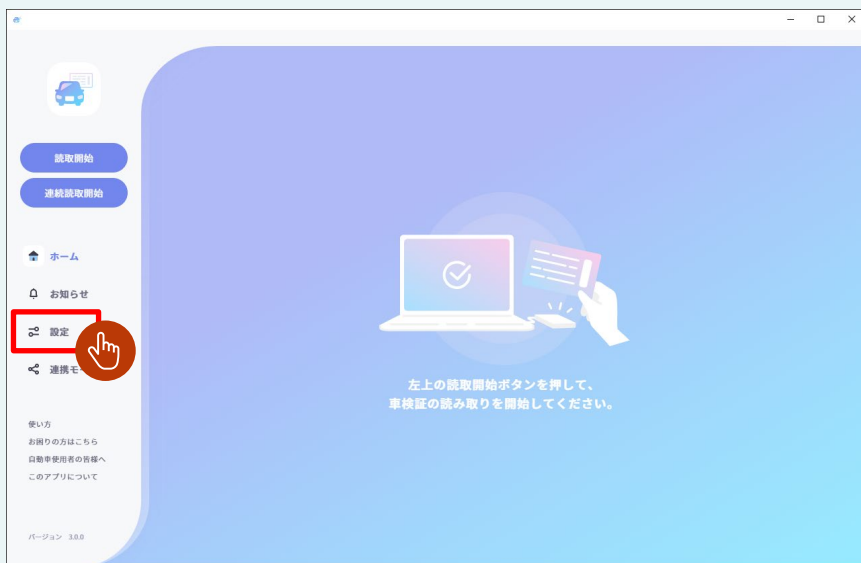 読取開始
連続読取開始
ホーム
お知らせ
設定
連携モ
使い方
お困りの方はこちら
自動車使用者の皆様へ
このアプリについて
バージョン 3.0.0
左上の読取開始ボタンを押して、
車検証の読み取りを開始してください。